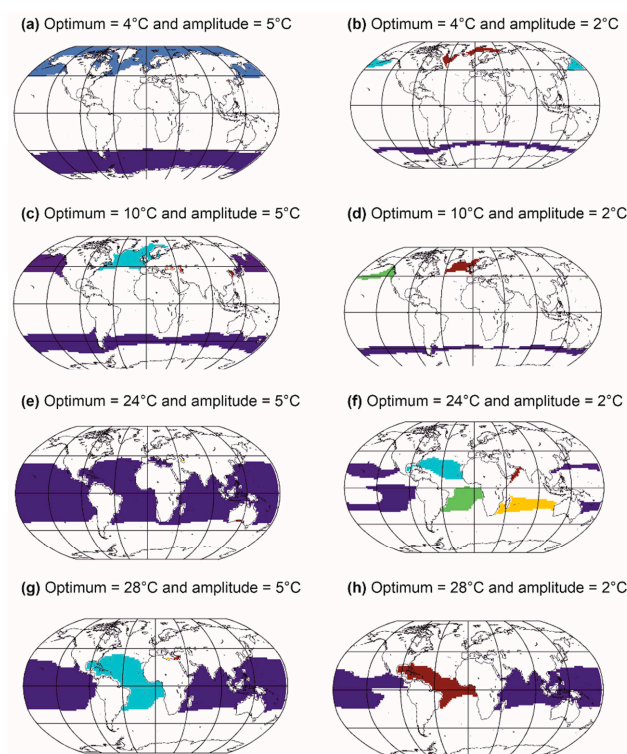 (a) Optimum = 4°C and amplitude = 5°C
(b) Optimum = 4°C and amplitude = 2°C
(c) Optimum = 10°C and amplitude = 5°C
(d) Optimum = 10°C and amplitude = 2°C
(e) Optimum = 24°C and amplitude = 5°C
(f) Optimum = 24°C and amplitude = 2°C
(g) Optimum = 28°C and amplitude = 5°C
(h) Optimum = 28°C and amplitude = 2°C